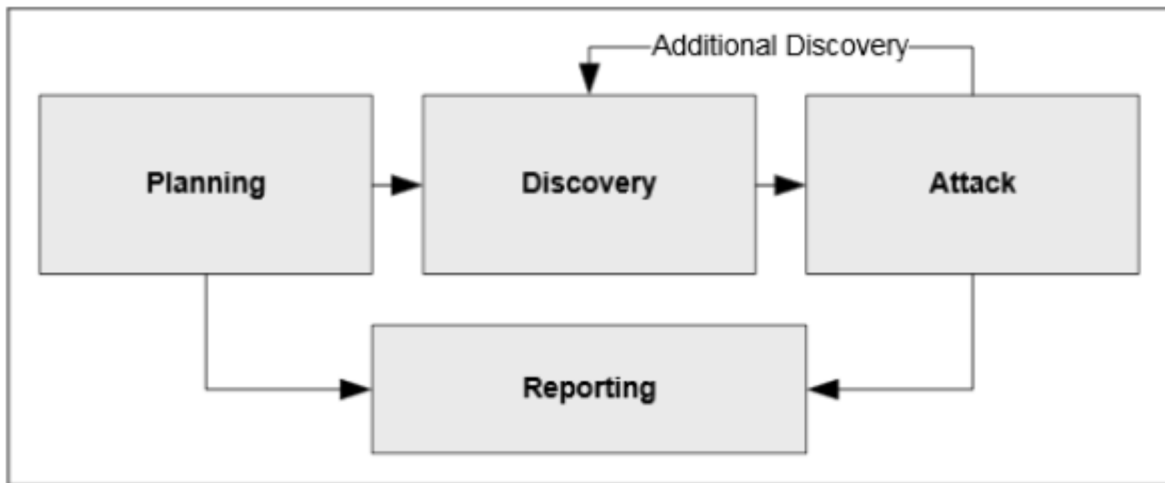 Additional Discovery
Planning
Discovery
Attack
Reporting